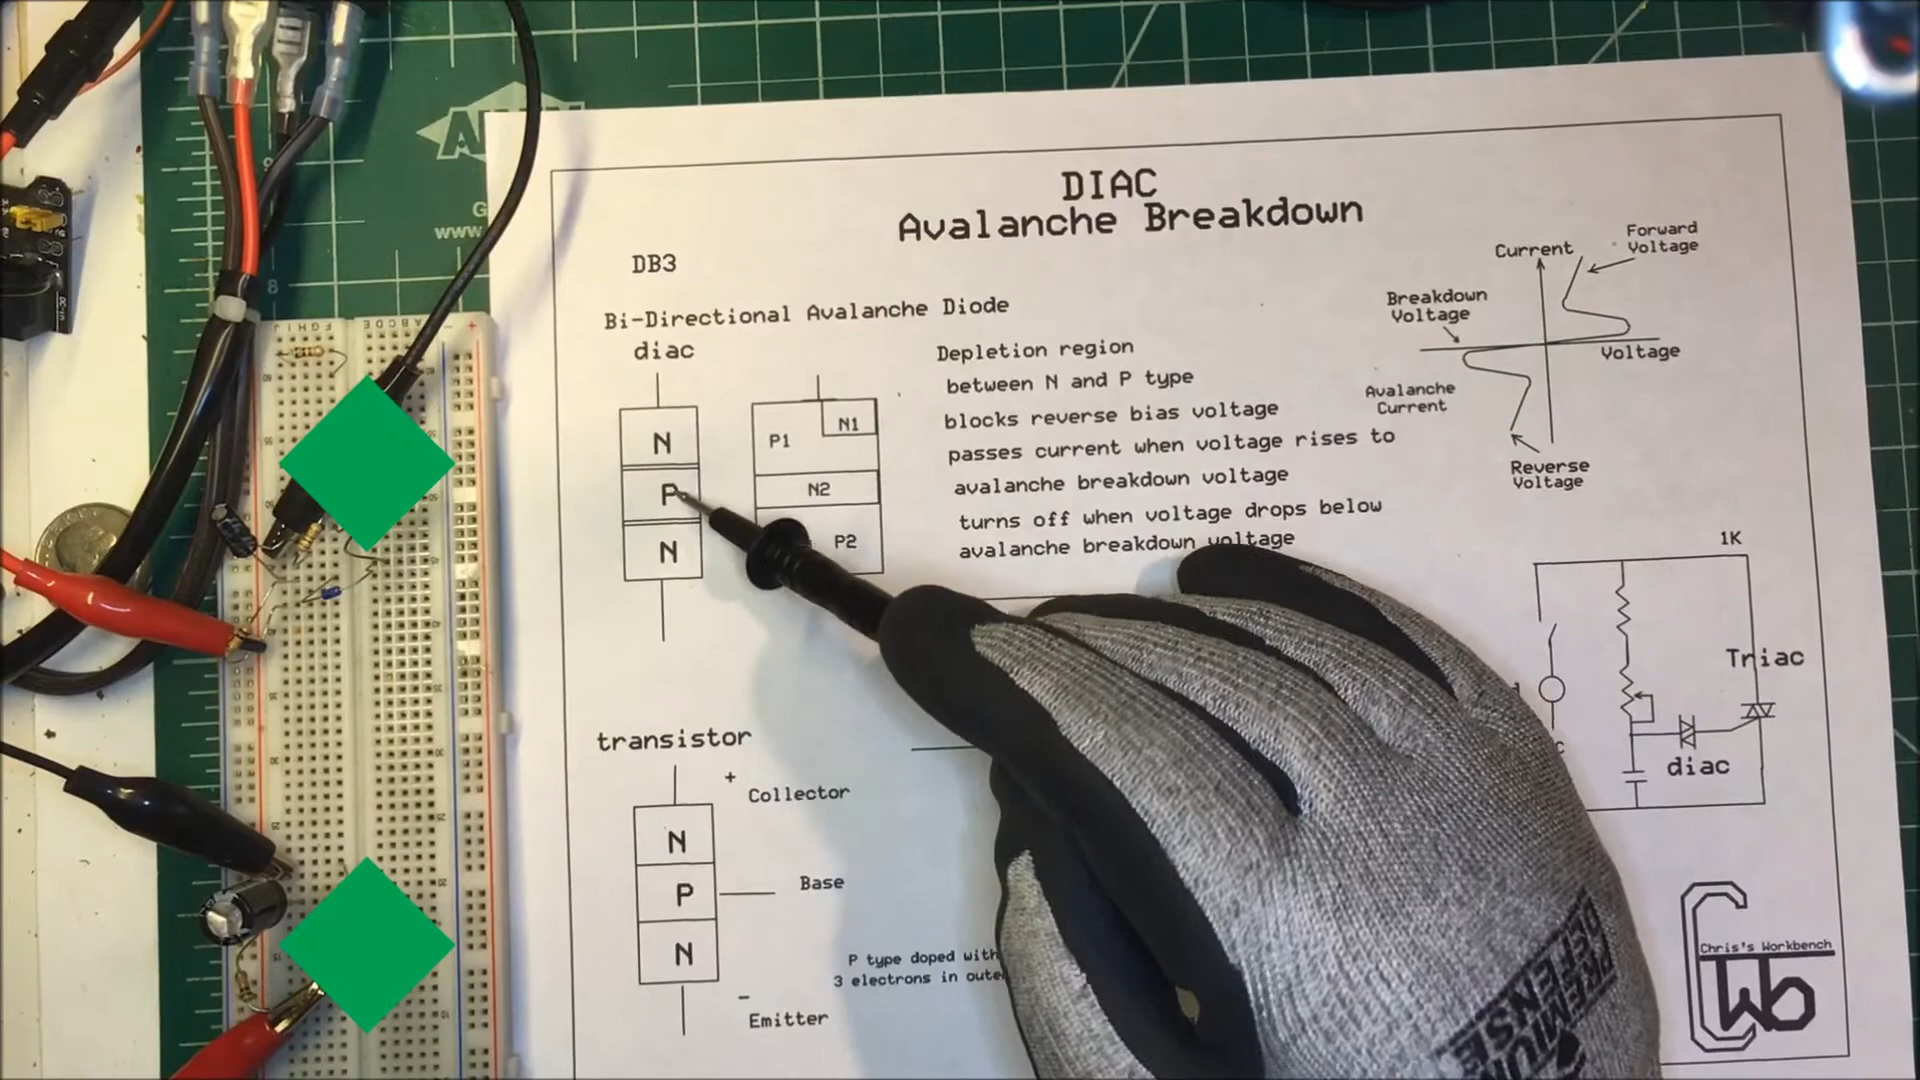 DIAC
Avalanche Breakdown
DB3
Bi-Directional Avalanche Diode
diac
N
P
N
P1
N1
N2
P2
Depletion region
between N and P type
blocks reverse bias voltage
passes current when voltage rises to
avalanche breakdown voltage
turns off when voltage drops below
avalanche breakdown voltage
Current
Forward
Voltage
Breakdown
Voltage
Voltage
Avalanche
Current
Reverse
Voltage
1K
Triac
diac
transistor
+
Collector
N
P
N
Base
-
Emitter
P type doped with
3 electrons in
Chris's Workbench
CWb
PREMIUM
DEFENSE
www.